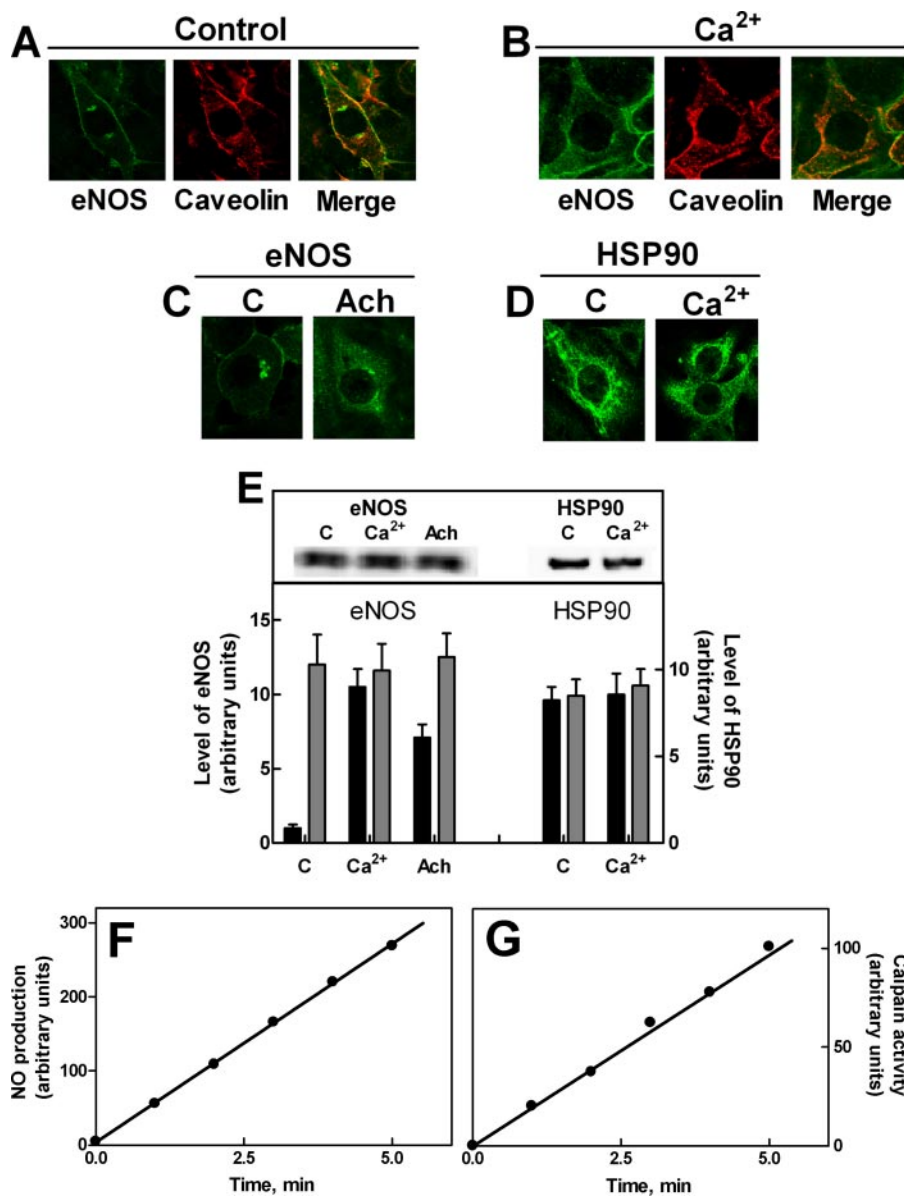 A Control
eNOS Caveolin Merge
B Ca2+
eNOS Caveolin Merge
C eNOS
C Ach
D HSP90
C Ca2+
E
eNOS HSP90
C Ca2+ Ach C Ca2+
eNOS HSP90
Level of eNOS
(arbitrary units)
15
10
5
0
Level of HSP90
(arbitrary units)
10
5
0
C Ca2+ Ach C Ca2+
F
NO production
(arbitrary units)
300
200
100
0
0.0 2.5 5.0
Time, min
G
Calpain activity
(arbitrary units)
100
50
0
0.0 2.5 5.0
Time, min